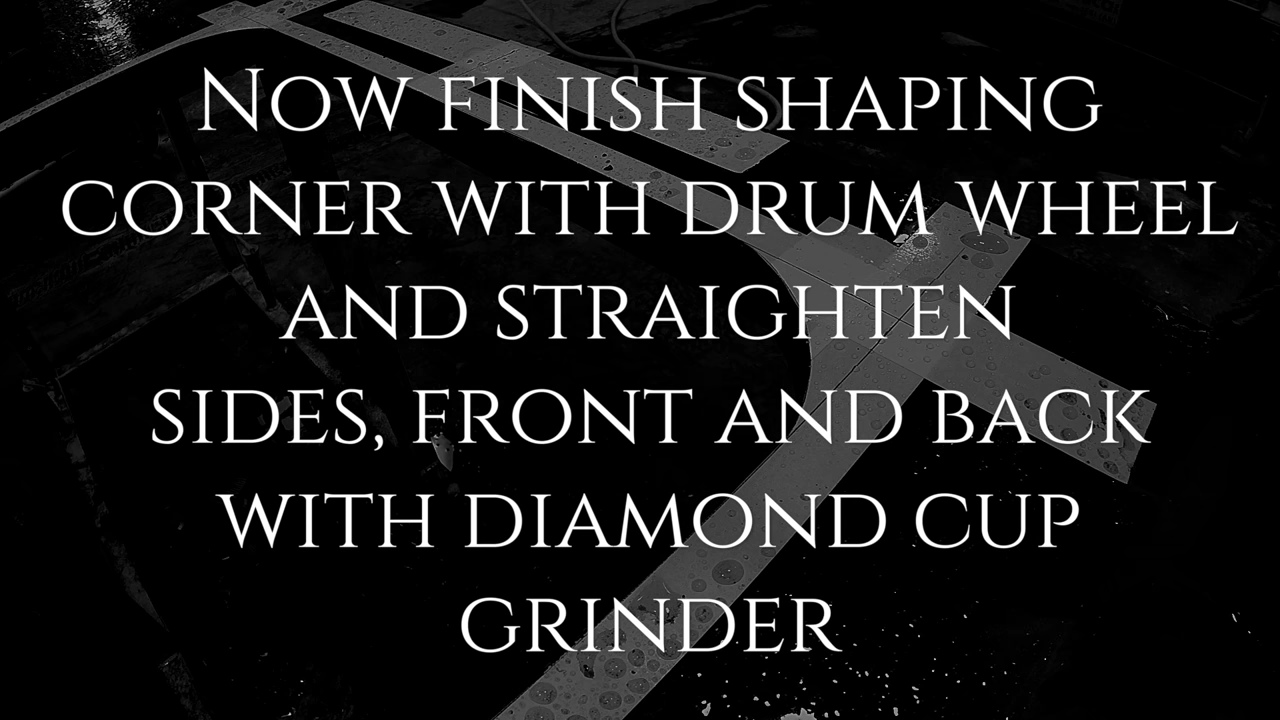 Now finish shaping
corner with drum wheel
and straighten
sides, front and back
with diamond cup
grinder